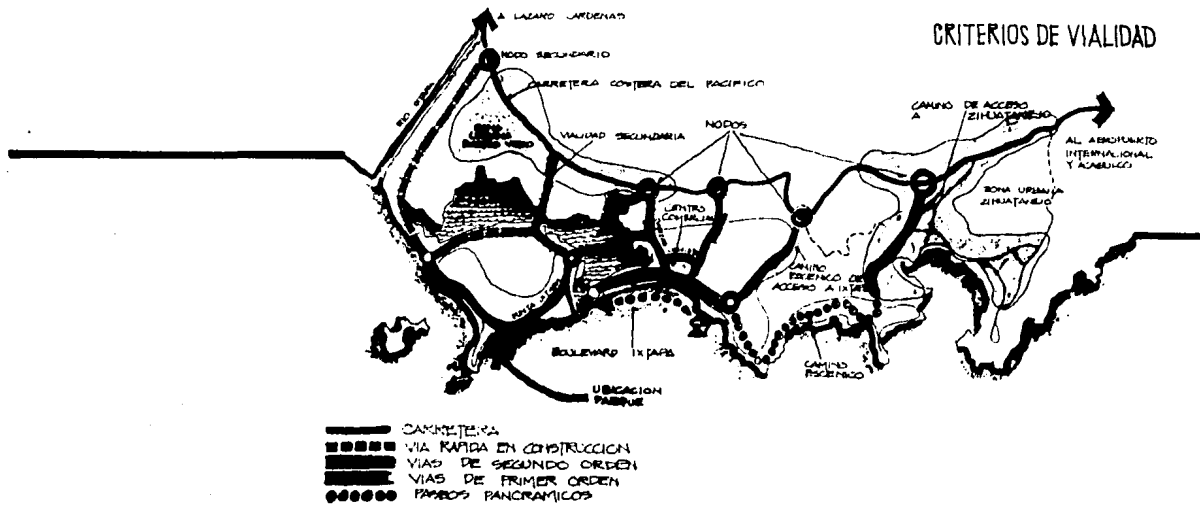 CRITERIOS DE VIALIDAD
A LAZARO CARDENAS
NODO SECUNDARIO
CARRETERA COSTERA DEL PACIFICO
RIO
VIALIDAD SECUNDARIA
NODOS
CAMINO DE ACCESO
A ZIHUATANEJO
AL AEROPUERTO
INTERNACIONAL
Y ACAPULCO
ZONA URBANA
ZIHUATANEJO
CENTRO
COMERCIAL
CAMINO
ESCENICO DE
ACCESO A IXTAPA
PUNTA
BOULEVARD IXTAPA
CAMINO
ESCENICO
UBICACION
PARQUE
CARRETERA
VIA RAPIDA EN CONSTRUCCION
VIAS DE SEGUNDO ORDEN
VIAS DE PRIMER ORDEN
PASEOS PANORAMICOS